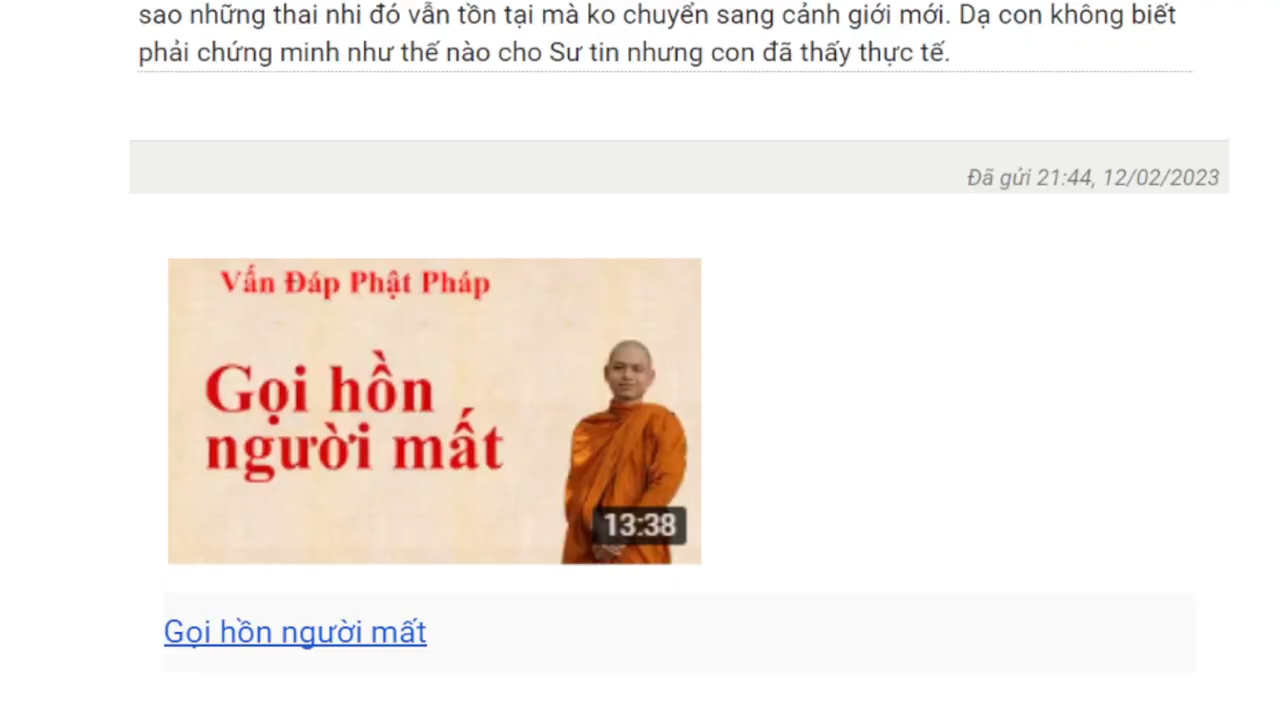 sao những thai nhi đó vẫn tồn tại mà ko chuyển sang cảnh giới mới. Dạ con không biết
phải chứng minh như thế nào cho Sư tin nhưng con đã thấy thực tế.
Đã gửi 21:44, 12/02/2023
Vấn Đáp Phật Pháp
Gọi hồn
người mất
13:38
Gọi hồn người mất